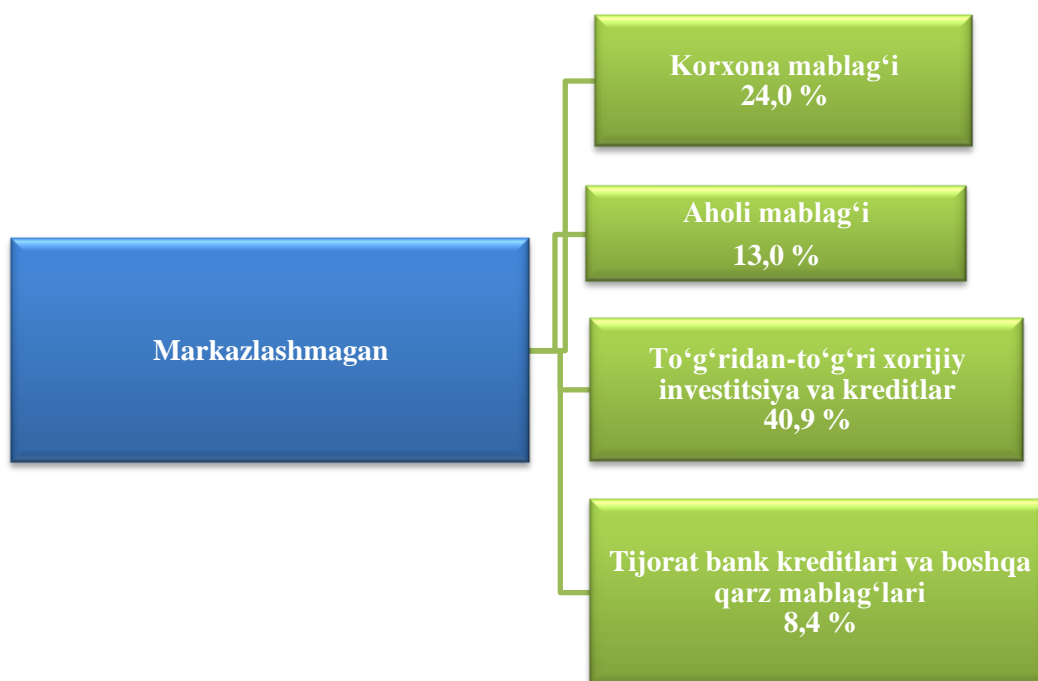 Korxona mablag‘i
24,0 %
Aholi mablag‘i
13,0 %
Markazlashmagan
To‘g‘ridan-to‘g‘ri xorijiy
investitsiya va kreditlar
40,9 %
Tijorat bank kreditlari va boshqa
qarz mablag‘lari
8,4 %